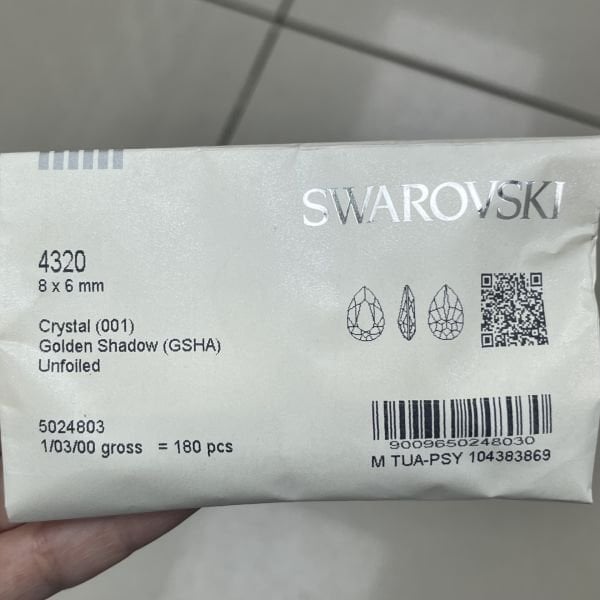 SWAROVSKI
4320
8 x 6 mm
Crystal (001)
Golden Shadow (GSHA)
Unfoiled
5024803
1/03/00 gross = 180 pcs
9009650248030
M TUA-PSY 104383869